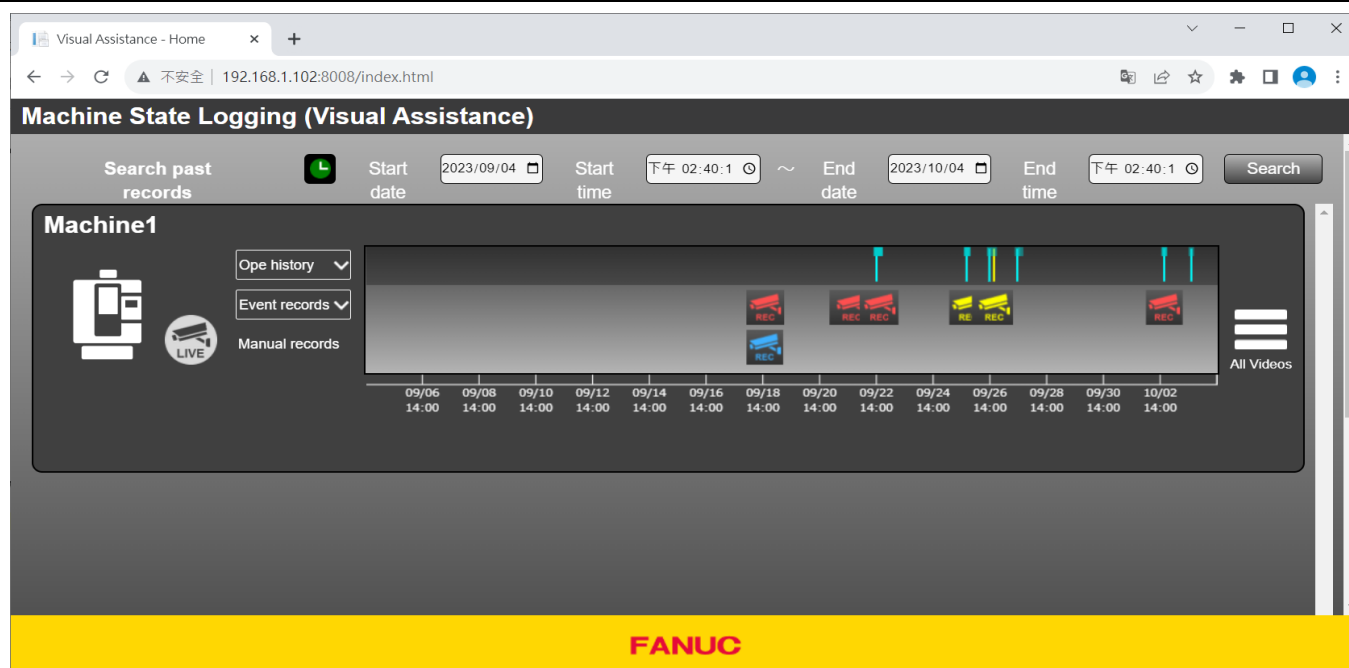 Visual Assistance - Home
不安全 | 192.168.1.102:8008/index.html
Machine State Logging (Visual Assistance)
Search past records
Start date
2023/09/04
Start time
下午 02:40:1
～
End date
2023/10/04
End time
下午 02:40:1
Search
Machine1
Ope history
Event records
Manual records
LIVE
REC
REC
REC
RE
REC
REC
REC
All Videos
09/06 14:00
09/08 14:00
09/10 14:00
09/12 14:00
09/14 14:00
09/16 14:00
09/18 14:00
09/20 14:00
09/22 14:00
09/24 14:00
09/26 14:00
09/28 14:00
09/30 14:00
10/02 14:00
FANUC